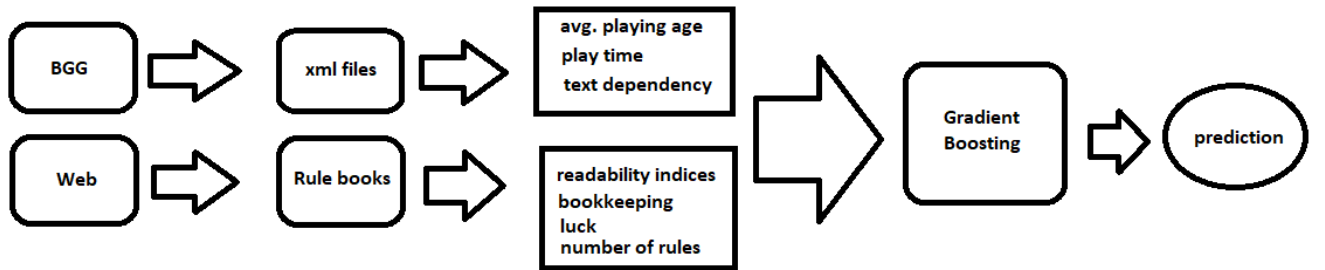 BGG
xml files
avg. playing age
play time
text dependency
Web
Rule books
readability indices
bookkeeping
luck
number of rules
Gradient
Boosting
prediction